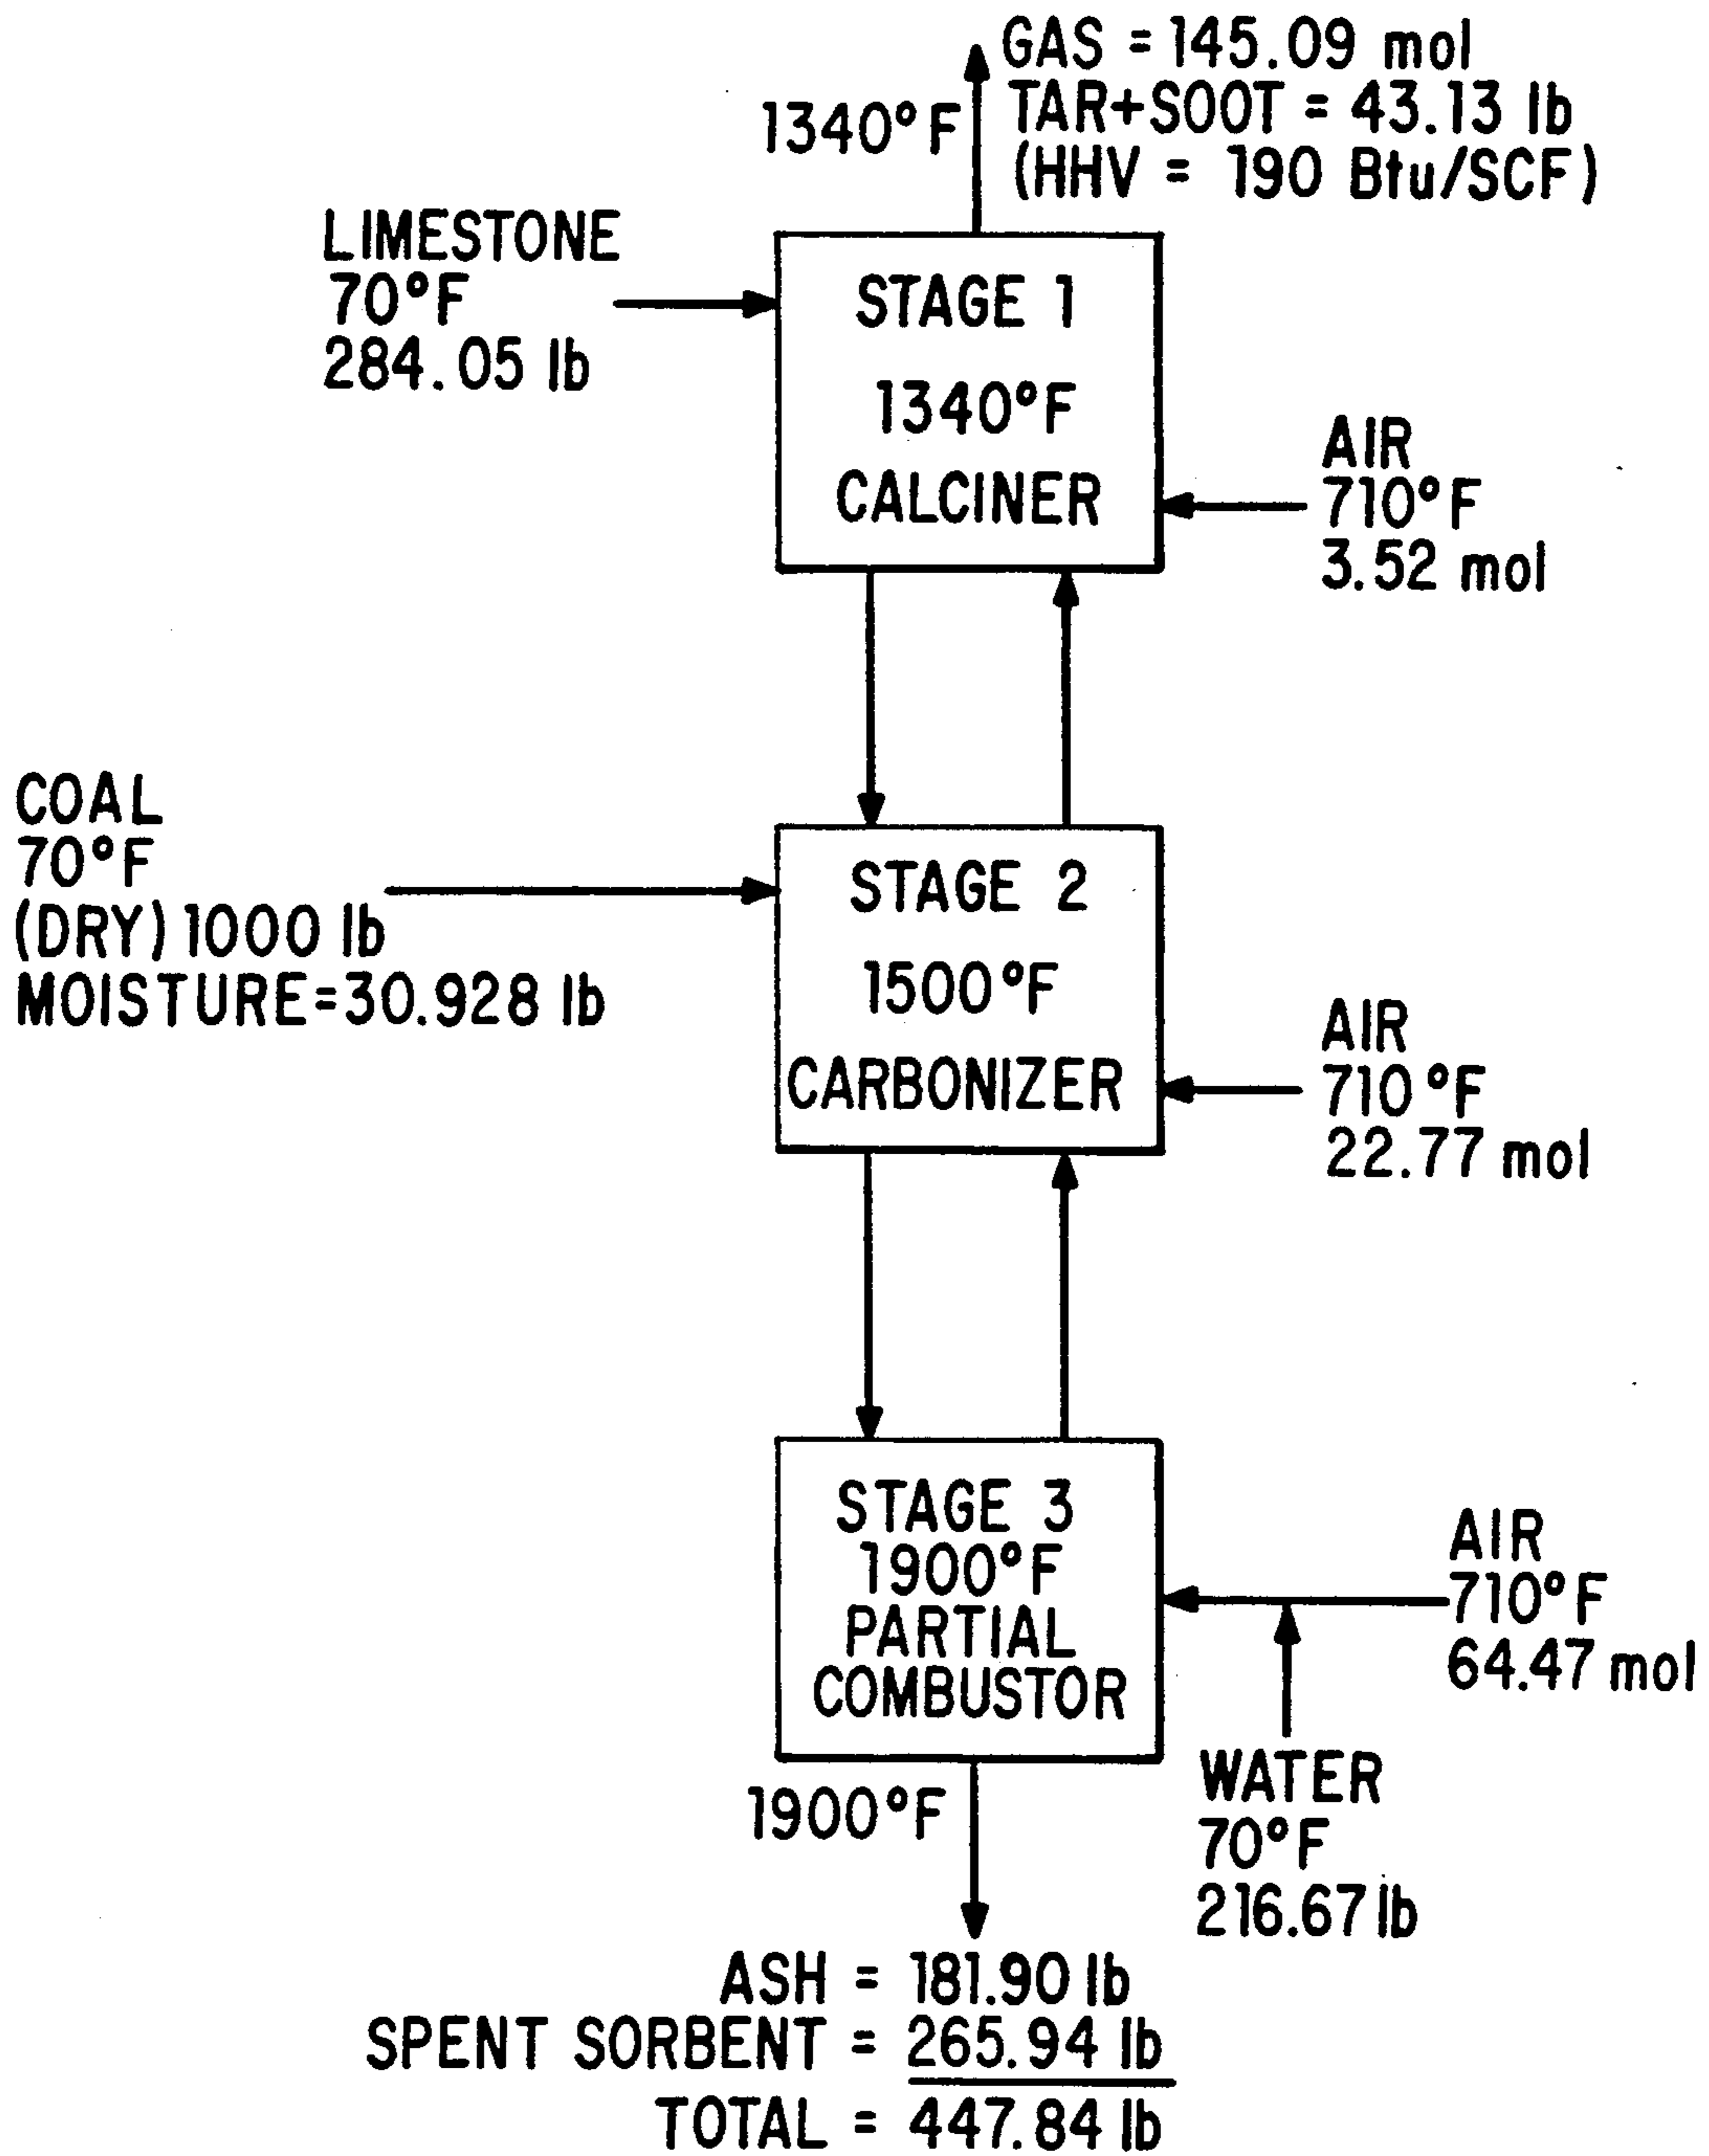 GAS = 145.09 mol
TAR+SOOT = 43.13 lb
(HHV = 190 Btu/SCF)
1340°F
LIMESTONE
70°F
284.05 lb
STAGE 1
1340°F
CALCINER
AIR
710°F
3.52 mol
COAL
70°F
(DRY) 1000 lb
MOISTURE=30.928 lb
STAGE 2
1500°F
CARBONIZER
AIR
710°F
22.77 mol
STAGE 3
1900°F
PARTIAL
COMBUSTOR
AIR
710°F
64.47 mol
WATER
70°F
216.67 lb
1900°F
ASH = 181.90 lb
SPENT SORBENT = 265.94 lb
TOTAL = 447.84 lb